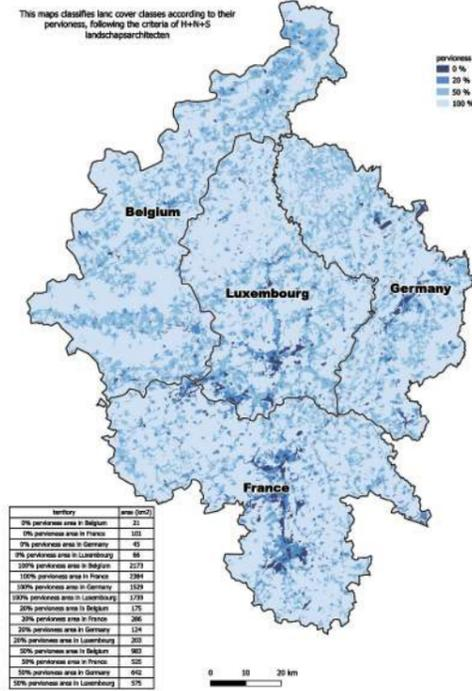 This maps classifies lanc cover classes according to their
pervioness, following the criteria of H+N+S
landschapsarchitecten
pervioness
0 %
20 %
50 %
100 %
Belgium
Luxembourg
Germany
France
territory area (km2)
0% pervioness area in Belgium 21
0% pervioness area in France 101
0% pervioness area in Germany 45
0% pervioness area in Luxembourg 66
100% pervioness area in Belgium 2173
100% pervioness area in France 2384
100% pervioness area in Germany 1529
100% pervioness area in Luxembourg 1739
20% pervioness area in Belgium 175
20% pervioness area in France 286
20% pervioness area in Germany 124
20% pervioness area in Luxembourg 203
50% pervioness area in Belgium 983
50% pervioness area in France 525
50% pervioness area in Germany 642
50% pervioness area in Luxembourg 575
0 10 20 km